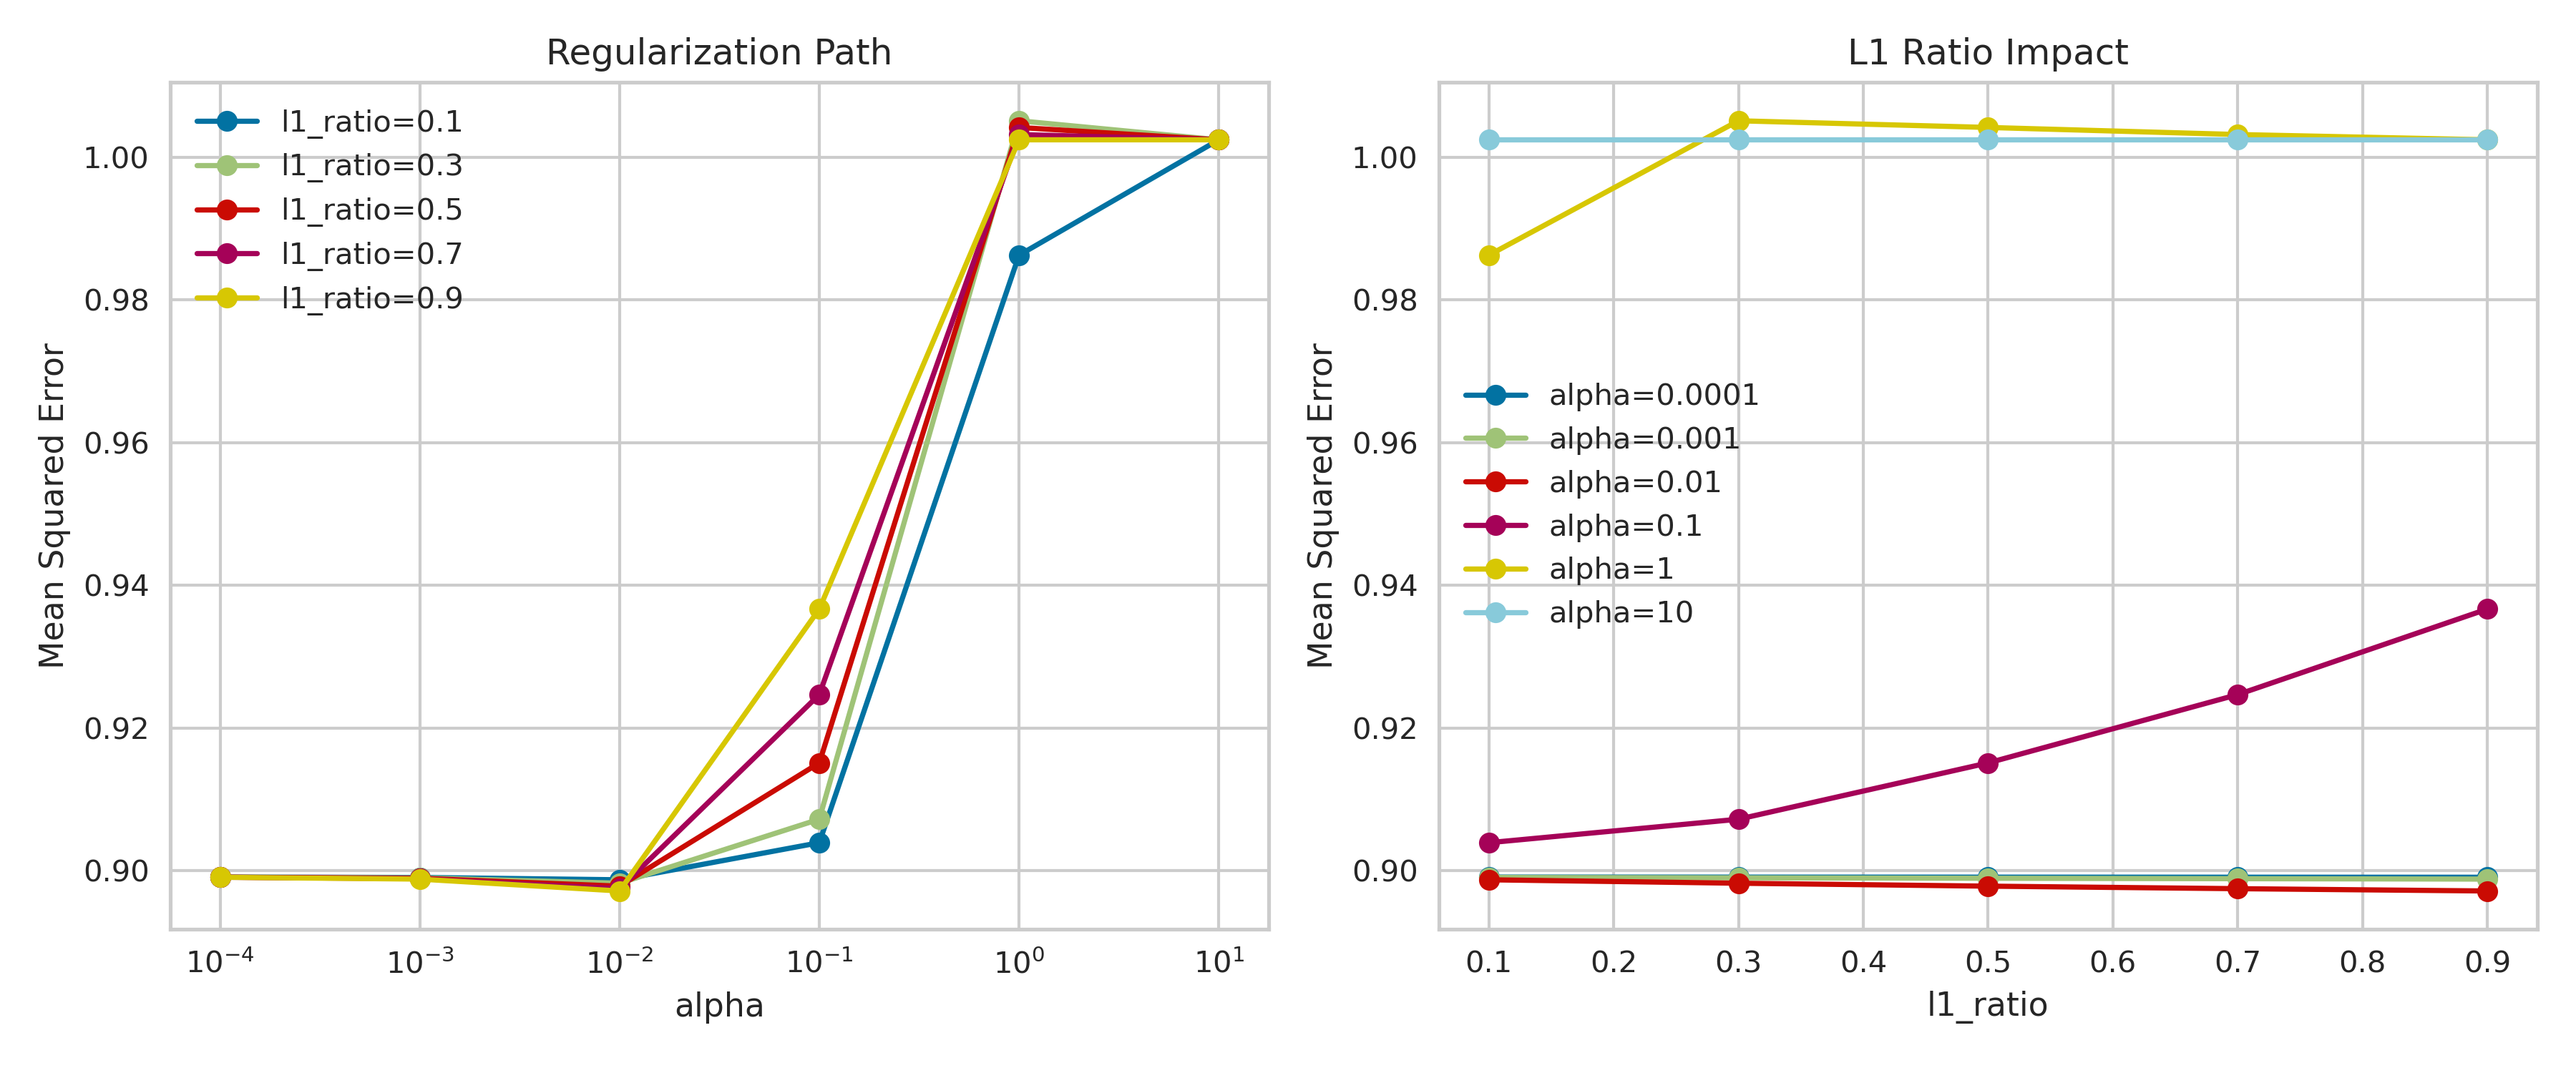 Regularization Path
l1_ratio=0.1
l1_ratio=0.3
l1_ratio=0.5
l1_ratio=0.7
l1_ratio=0.9
1.00
0.98
0.96
0.94
0.92
0.90
Mean Squared Error
10⁻⁴ 10⁻³ 10⁻² 10⁻¹ 10⁰ 10¹
alpha
L1 Ratio Impact
1.00
0.98
0.96
0.94
0.92
0.90
Mean Squared Error
alpha=0.0001
alpha=0.001
alpha=0.01
alpha=0.1
alpha=1
alpha=10
0.1 0.2 0.3 0.4 0.5 0.6 0.7 0.8 0.9
l1_ratio